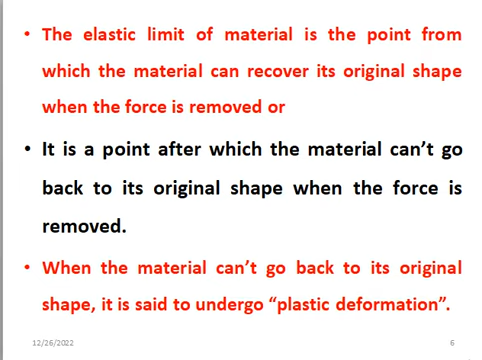 • The elastic limit of material is the point from
which the material can recover its original shape
when the force is removed or
• It is a point after which the material can’t go
back to its original shape when the force is
removed.
• When the material can’t go back to its original
shape, it is said to undergo “plastic deformation”.
12/26/2022 6